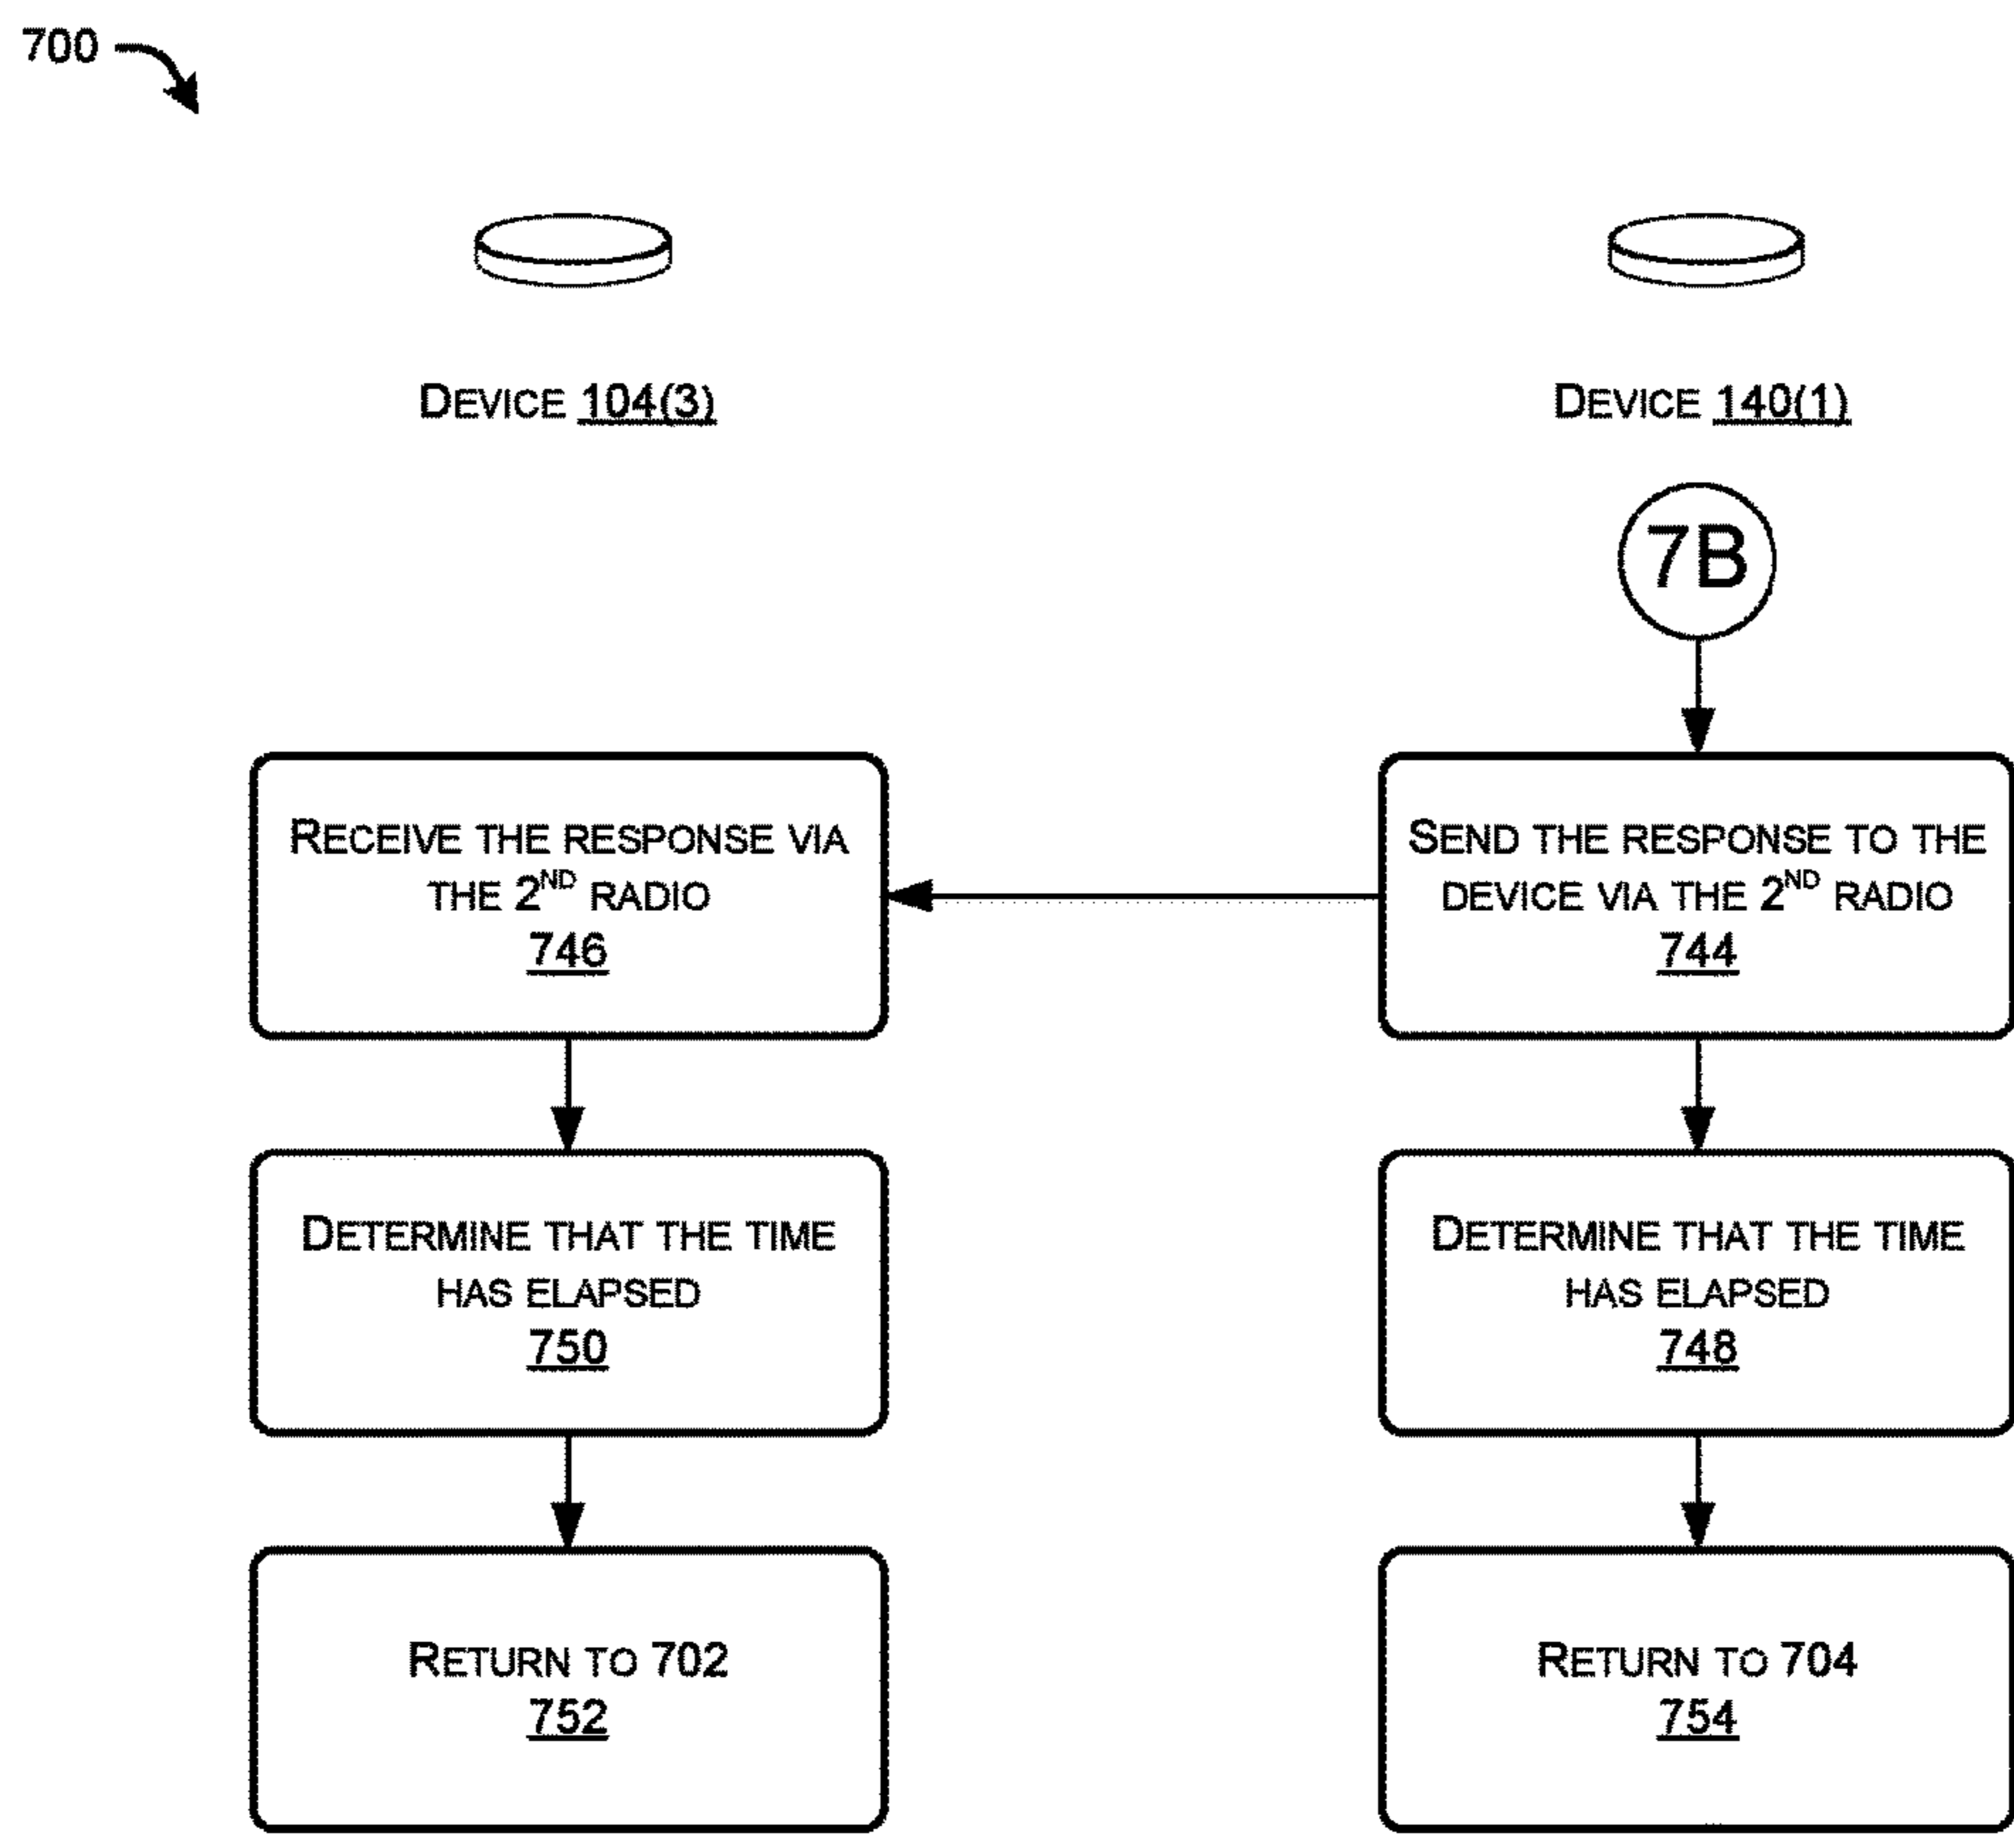 700
DEVICE 104(3)
DEVICE 140(1)
7B
RECEIVE THE RESPONSE VIA
THE 2ND RADIO
746
SEND THE RESPONSE TO THE
DEVICE VIA THE 2ND RADIO
744
DETERMINE THAT THE TIME
HAS ELAPSED
750
DETERMINE THAT THE TIME
HAS ELAPSED
748
RETURN TO 702
752
RETURN TO 704
754